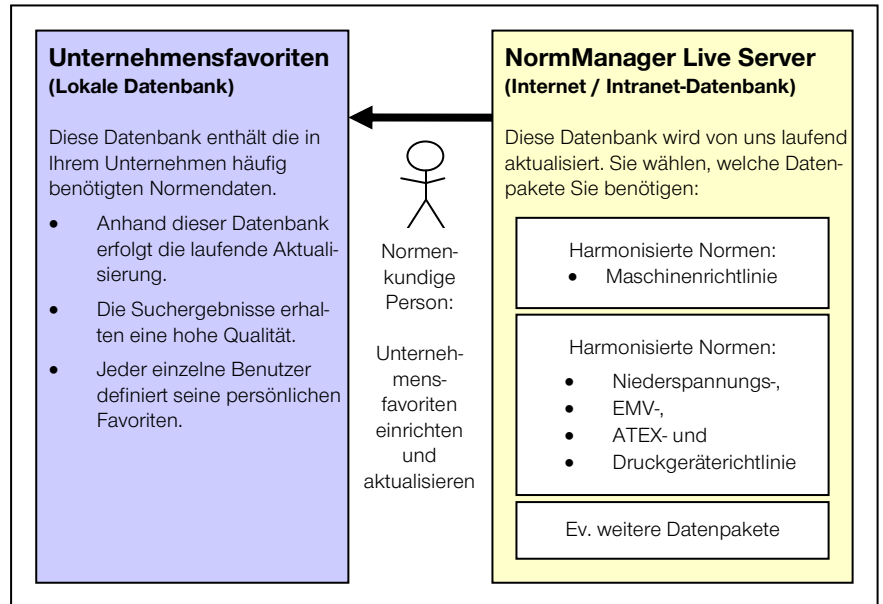 Unternehmensfavoriten
(Lokale Datenbank)
Diese Datenbank enthält die in
Ihrem Unternehmen häufig
benötigten Normendaten.
• Anhand dieser Datenbank
erfolgt die laufende Aktuali-
sierung.
• Die Suchergebnisse erhal-
ten eine hohe Qualität.
• Jeder einzelne Benutzer
definiert seine persönlichen
Favoriten.
Normen-
kundige
Person:
Unterneh-
mens-
favoriten
einrichten
und
aktualisieren
NormManager Live Server
(Internet / Intranet-Datenbank)
Diese Datenbank wird von uns laufend
aktualisiert. Sie wählen, welche Daten-
pakete Sie benötigen:
Harmonisierte Normen:
• Maschinenrichtlinie
Harmonisierte Normen:
• Niederspannungs-,
• EMV-,
• ATEX- und
• Druckgeräterichtlinie
Ev. weitere Datenpakete